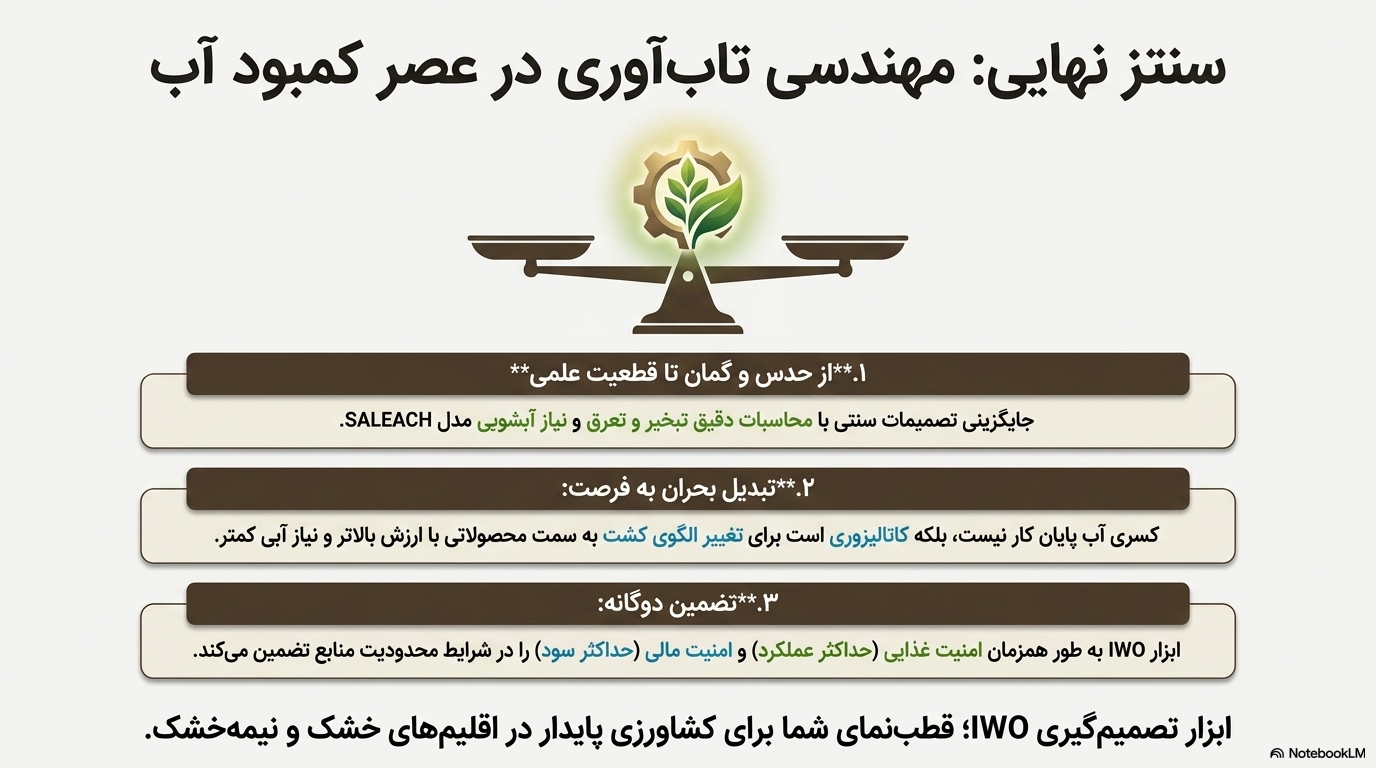 سنتز نهایی: مهندسی تاب‌آوری در عصر کمبود آب
۱.**از حدس و گمان تا قطعیت علمی**
جایگزینی تصمیمات سنتی با محاسبات دقیق تبخیر و تعرق و نیاز آبشویی مدل SALEACH.
۲.**تبدیل بحران به فرصت:
کسری آب پایان کار نیست، بلکه کاتالیزوری است برای تغییر الگوی کشت به سمت محصولاتی با ارزش بالاتر و نیاز آبی کمتر.
۳.**تضمین دوگانه:
ابزار IWO به طور همزمان امنیت غذایی (حداکثر عملکرد) و امنیت مالی (حداکثر سود) را در شرایط محدودیت منابع تضمین می‌کند.
ابزار تصمیم‌گیری IWO؛ قطب‌نمای شما برای کشاورزی پایدار در اقلیم‌های خشک و نیمه‌خشک.
NotebookLM